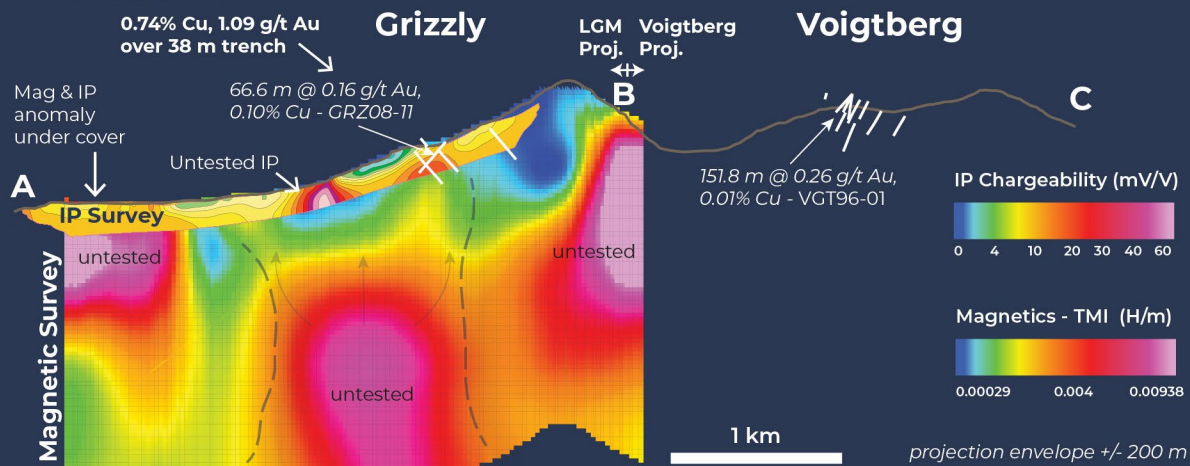 0.74% Cu, 1.09 g/t Au
over 38 m trench
Grizzly
LGM
Proj.
Voigtberg
Proj.
Voigtberg
66.6 m @ 0.16 g/t Au,
0.10% Cu - GRZ08-11
B
C
Mag & IP
anomaly
under cover
Untested IP
A
151.8 m @ 0.26 g/t Au,
0.01% Cu - VGT96-01
IP Chargeability (mV/V)
0 4 10 20 30 40 60
IP Survey
untested
untested
Magnetic Survey
untested
Magnetics - TMI (H/m)
0.00029 0.004 0.00938
1 km
projection envelope +/- 200 m